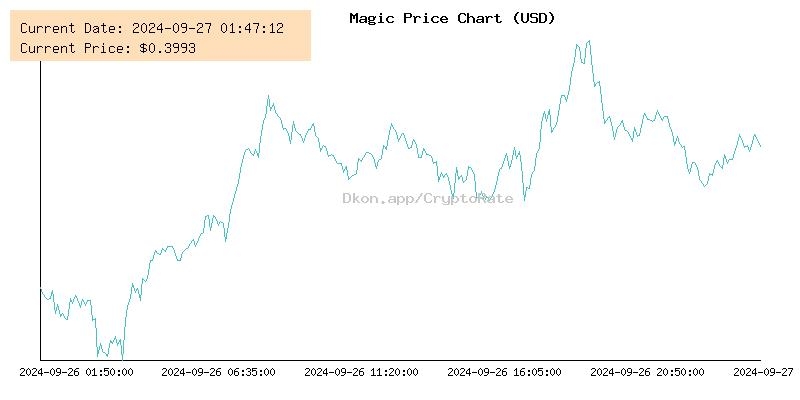 Magic Price Chart (USD)
Current Date: 2024-09-27 01:47:12
Current Price: $0.3993
Dkon.app/CryptoRate
2024-09-26 01:50:00
2024-09-26 06:35:00
2024-09-26 11:20:00
2024-09-26 16:05:00
2024-09-26 20:50:00
2024-09-27